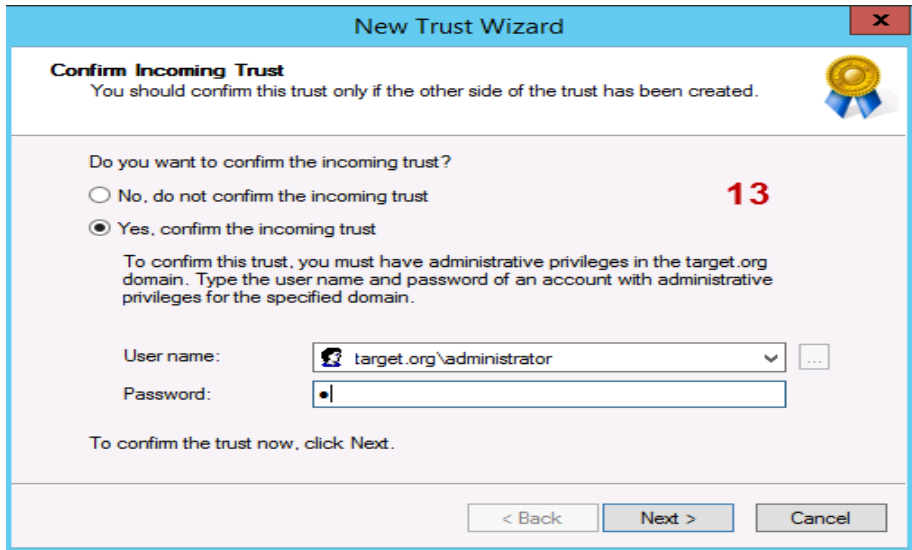 New Trust Wizard
x
Confirm Incoming Trust
You should confirm this trust only if the other side of the trust has been created.
Do you want to confirm the incoming trust?
No, do not confirm the incoming trust
13
Yes, confirm the incoming trust
To confirm this trust, you must have administrative privileges in the target.org
domain. Type the user name and password of an account with administrative
privileges for the specified domain.
User name:
target.org\administrator
...
Password:
To confirm the trust now, click Next.
< Back
Next >
Cancel